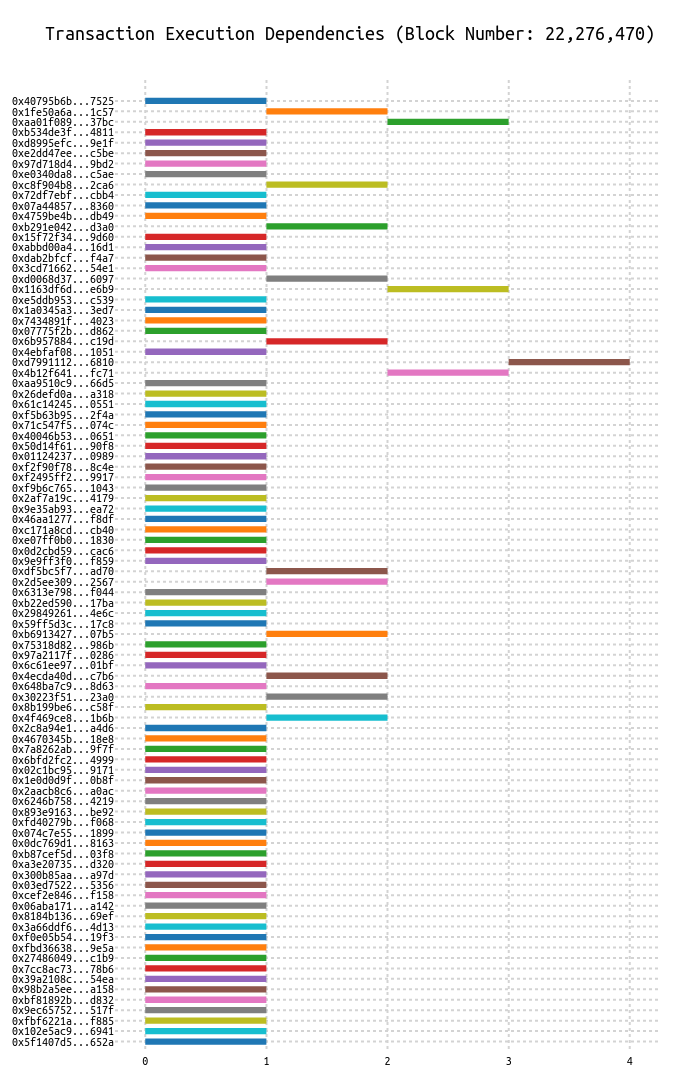 Transaction Execution Dependencies (Block Number: 22,276,470)
0x40795b6b...7525
0x1fe50a6a...1c57
0xaa01f089...37bc
0xb534de3f...4811
0xd8995efc...9e1f
0xe2dd47ee...c5be
0x97d718d4...9bd2
0xe0340da8...c5ae
0xc8f904b8...2ca6
0x72df7ebf...cbb4
0x07a44857...8360
0x4759be4b...db49
0xb291e042...d3a0
0x15f72f34...9d60
0xabbd00a4...16d1
0xdab2bfcf...f4a7
0x3cd71662...54e1
0xd0068d37...6097
0x1163df6d...e6b9
0xe5ddb953...c539
0x1a0345a3...3ed7
0x7434891f...4023
0x07775f2b...d862
0x6b957884...c19d
0x4ebfaf08...1051
0xd7991112...6810
0x4b12f641...fc71
0xaa9510c9...66d5
0x26defd0a...a318
0x61c14245...0551
0xf5b63b95...2f4a
0x71c547f5...074c
0x40046b53...0651
0x50d14f61...90f8
0x01124237...0989
0xf2f90f78...8c4e
0xf2495ff2...9917
0xf9b6c765...1043
0x2af7a19c...4179
0x9e35ab93...ea72
0x46aa1277...f8df
0xc171a8cd...cb40
0xe07ff0b0...1830
0x0d2cbd59...cac6
0x9e9ff3f0...f859
0xdf5bc5f7...ad70
0x2d5ee309...2567
0x6313e798...f044
0xb22ed590...17ba
0x29849261...4e6c
0x59ff5d3c...17c8
0xb6913427...07b5
0x75318d82...986b
0x97a2117f...0286
0x6c61ee97...01bf
0x4ecda40d...c7b6
0x648ba7c9...8d63
0x30223f51...23a0
0x8b199be6...c58f
0x4f469ce8...1b6b
0x2c8a94e1...a4d6
0x4670345b...18e8
0x7a8262ab...9f7f
0x6bfd2fc2...4999
0x02c1bc95...9171
0x1e0d0d9f...0b8f
0x2aacb8c6...a0ac
0x6246b758...4219
0x893e9163...be92
0xfd40279b...f068
0x074c7e55...1899
0x0dc769d1...8163
0xb87cef5d...03f8
0xa3e20735...d320
0x300b85aa...a97d
0x03ed7522...5356
0xcef2e846...f158
0x06aba171...a142
0x8184b136...69ef
0x3a66ddf6...4d13
0xf0e05b54...19f3
0xfbd36638...9e5a
0x27486049...c1b9
0x7cc8ac73...78b6
0x39a2108c...54ea
0x98b2a5ee...a158
0xbf81892b...d832
0x9ec65752...517f
0xfbf6221a...f885
0x102e5ac9...6941
0x5f1407d5...652a
0 1 2 3 4